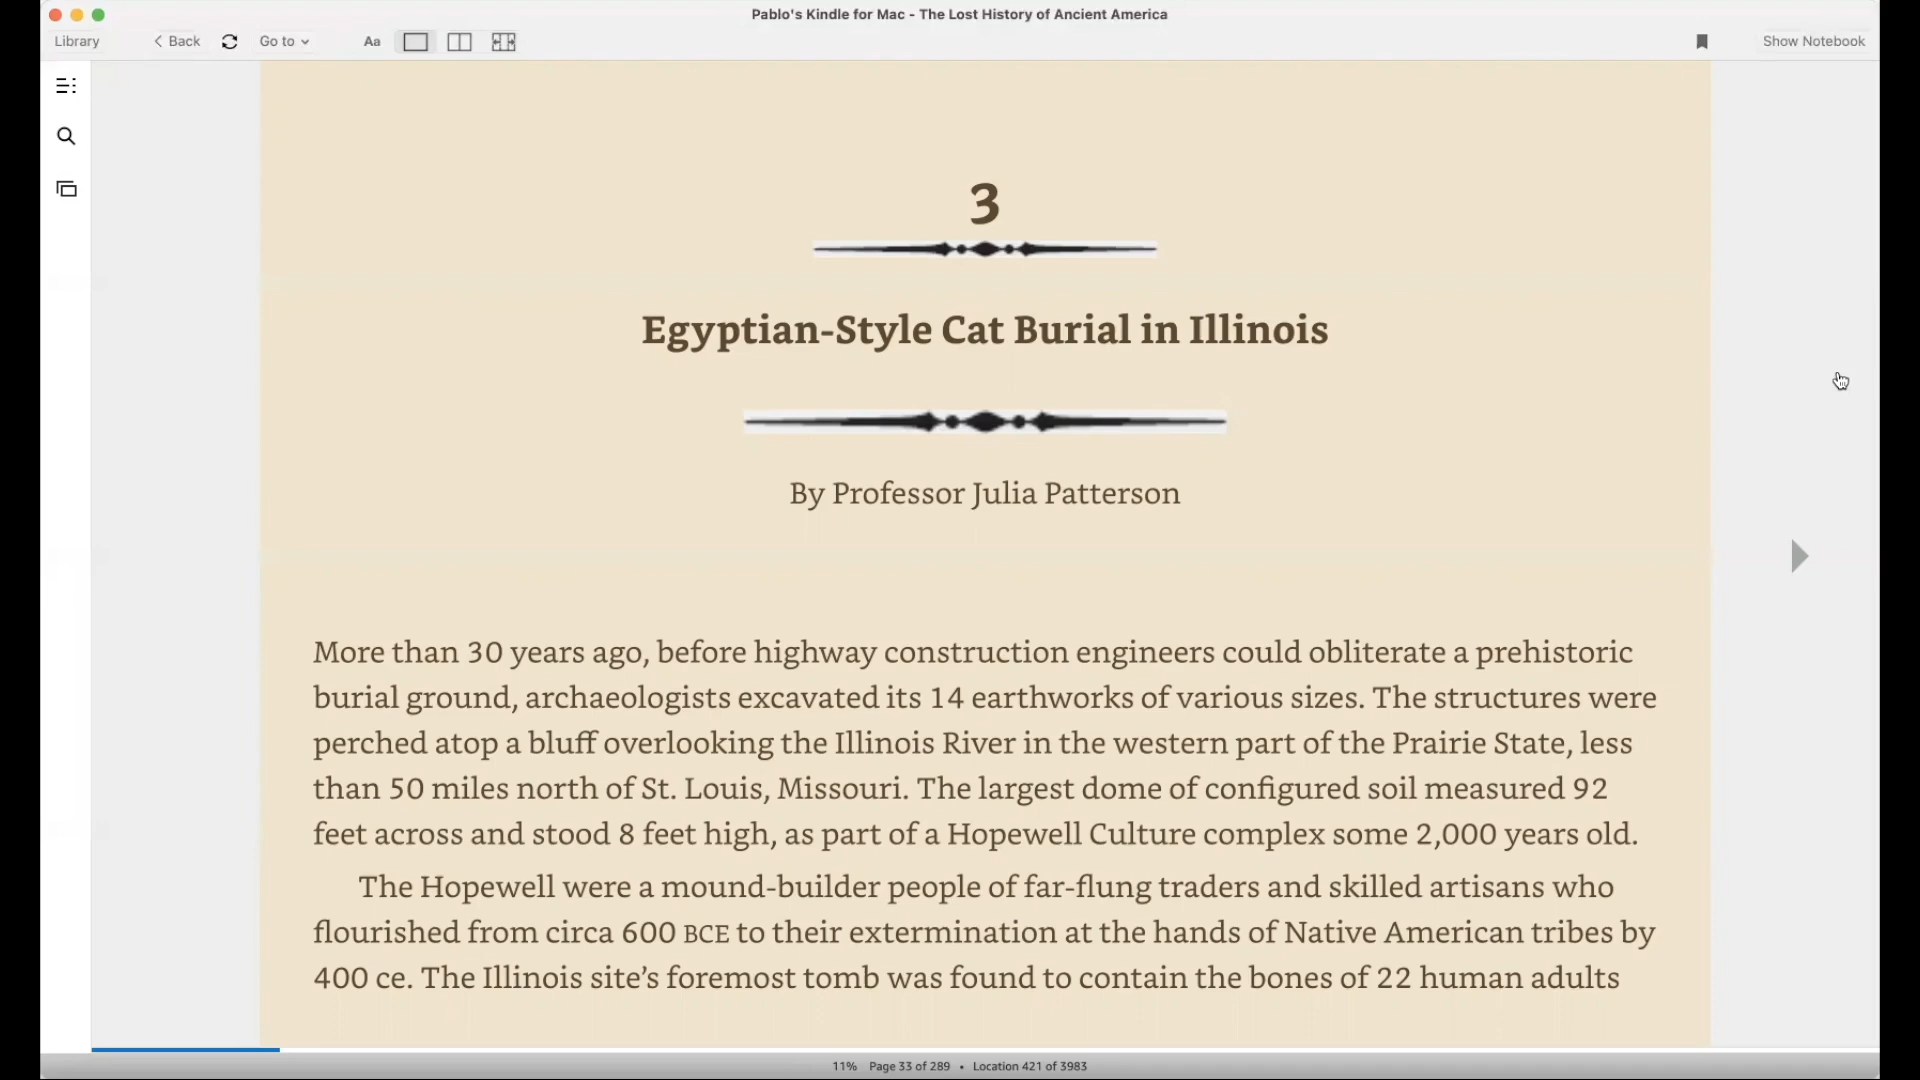 Pablo's Kindle for Mac - The Lost History of Ancient America
Library
Back
Go to
Aa
Show Notebook
3
Egyptian-Style Cat Burial in Illinois
By Professor Julia Patterson
More than 30 years ago, before highway construction engineers could obliterate a prehistoric
burial ground, archaeologists excavated its 14 earthworks of various sizes. The structures were
perched atop a bluff overlooking the Illinois River in the western part of the Prairie State, less
than 50 miles north of St. Louis, Missouri. The largest dome of configured soil measured 92
feet across and stood 8 feet high, as part of a Hopewell Culture complex some 2,000 years old.
The Hopewell were a mound-builder people of far-flung traders and skilled artisans who
flourished from circa 600 BCE to their extermination at the hands of Native American tribes by
400 ce. The Illinois site’s foremost tomb was found to contain the bones of 22 human adults
11% Page 33 of 289 • Location 421 of 3983